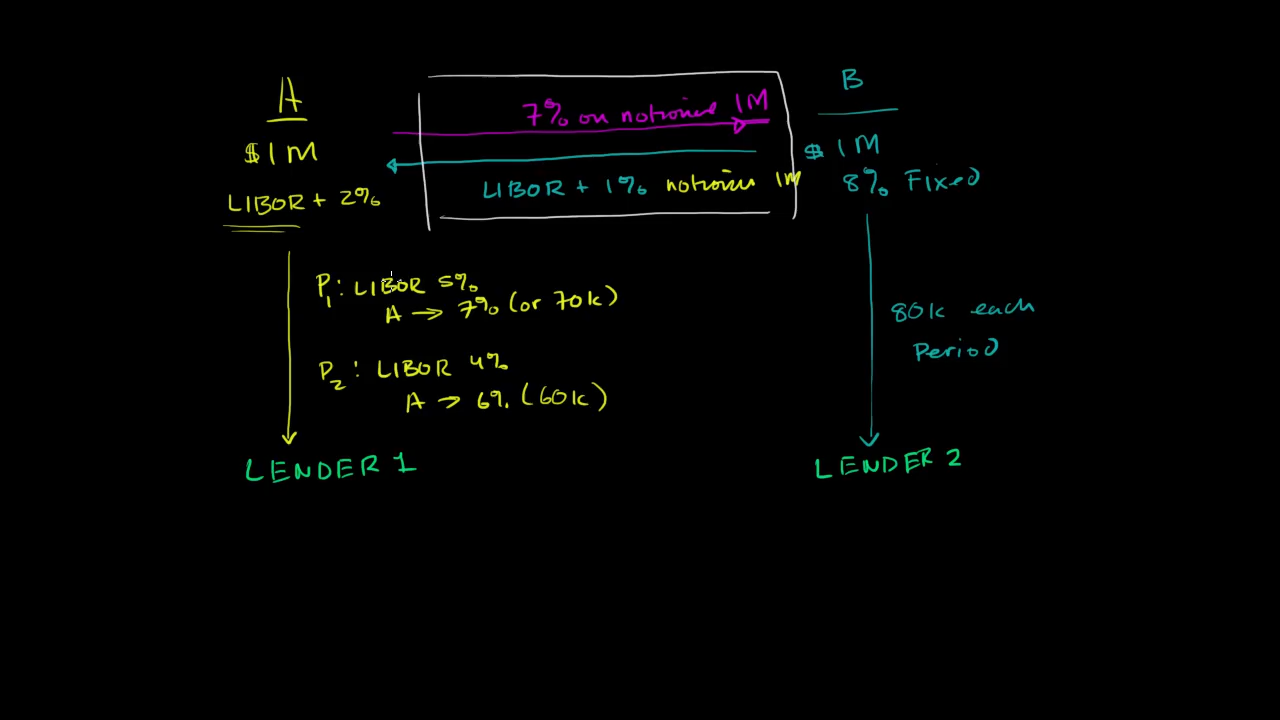 A
$1M
LIBOR + 2%
7% on notional 1M
LIBOR + 1% notional 1M
B
$1M
8% Fixed
P1: LIBOR 5%
A → 7% (or 70k)
P2: LIBOR 4%
A → 6% (60k)
80k each
Period
LENDER 1
LENDER 2